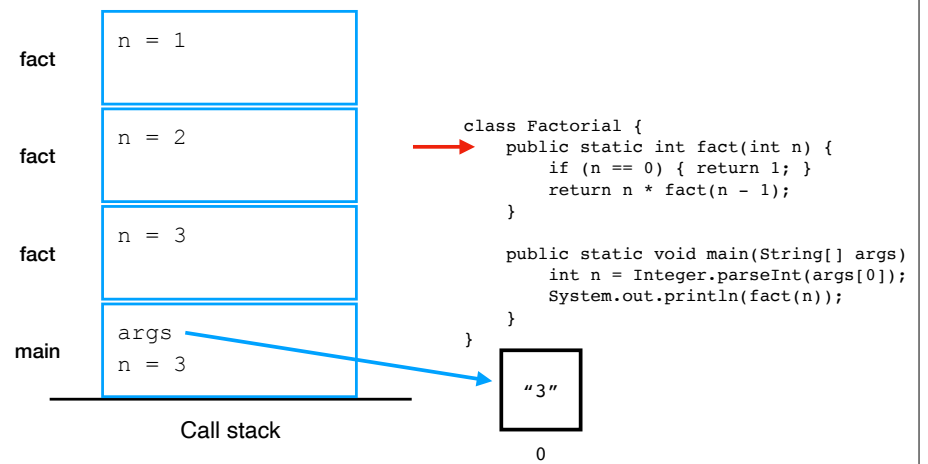 fact
n = 1
fact
n = 2
fact
n = 3
main
args
n = 3
Call stack
class Factorial {
    public static int fact(int n) {
        if (n == 0) { return 1; }
        return n * fact(n – 1);
    }
    public static void main(String[] args)
        int n = Integer.parseInt(args[0]);
        System.out.println(fact(n));
    }
}
“3”
0